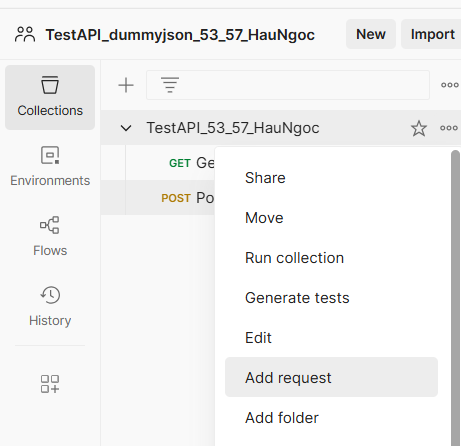 TestAPI_dummyjson_53_57_HauNgoc
New
Import
Collections
TestAPI_53_57_HauNgoc
GET Ge
Environments
POST Po
Share
Move
Flows
Run collection
Generate tests
History
Edit
Add request
Add folder